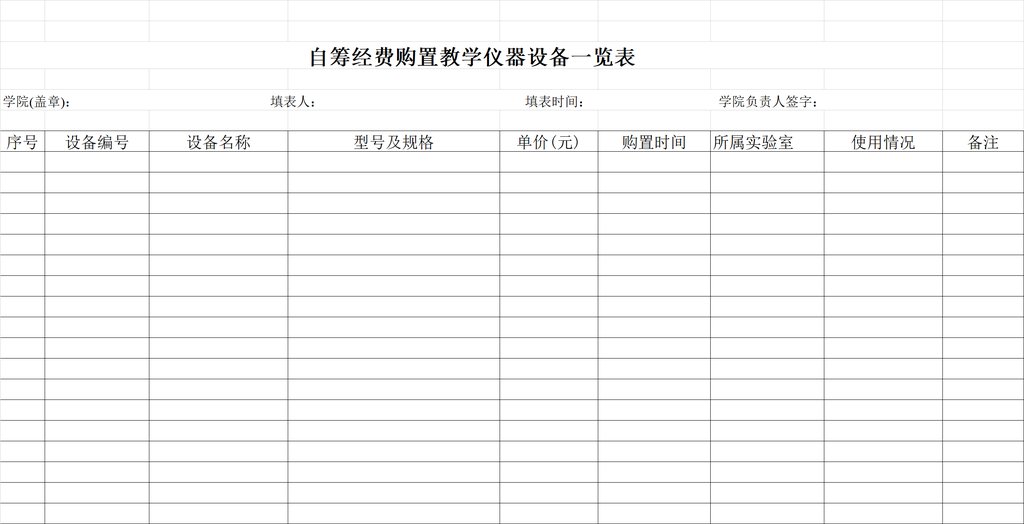 自筹经费购置教学仪器设备一览表
学院(盖章): 填表人: 填表时间: 学院负责人签字:
序号 设备编号 设备名称 型号及规格 单价(元) 购置时间 所属实验室 使用情况 备注